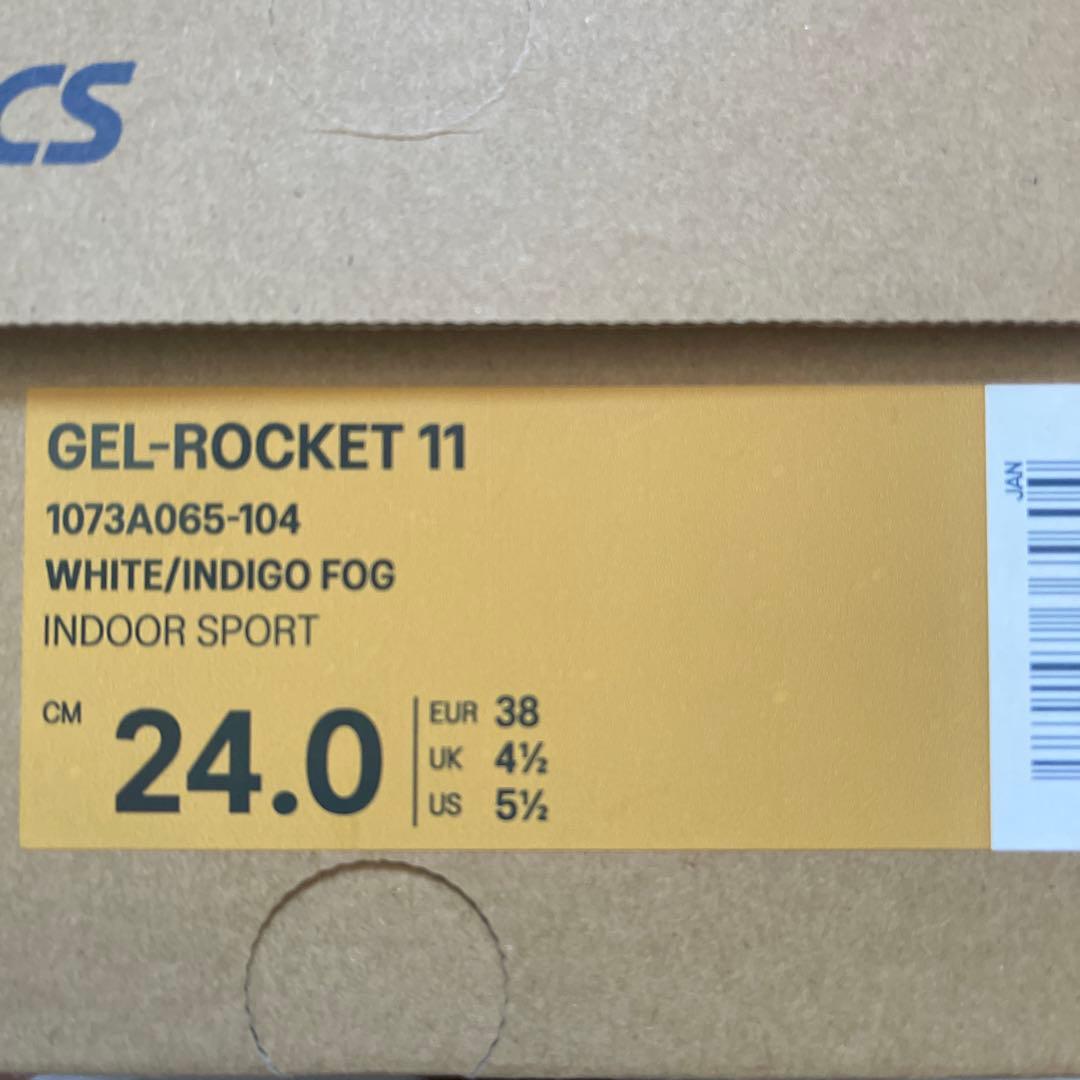 CS
GEL-ROCKET 11
1073A065-104
WHITE/INDIGO FOG
INDOOR SPORT
CM 24.0
EUR 38
UK 4½
US 5½
JAN